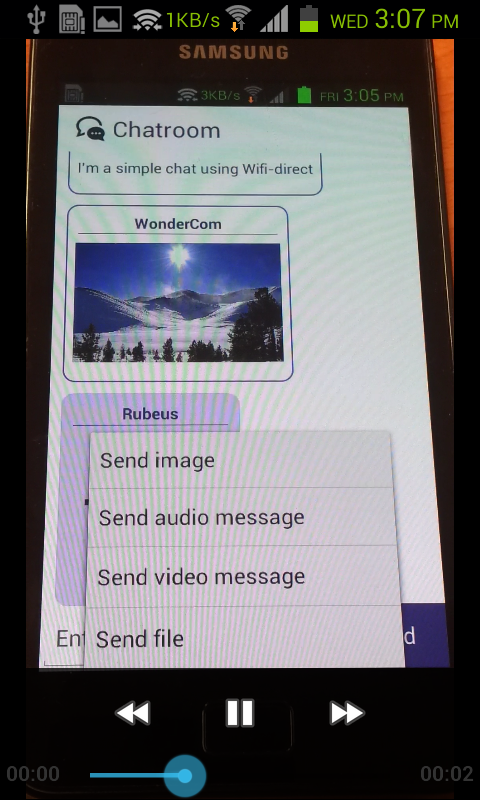 1KB/s WED 3:07 PM
SAMSUNG
3KB/s FRI 3:05 PM
Chatroom
I'm a simple chat using Wifi-direct
WonderCom
Rubeus
Send image
Send audio message
Send video message
Send file
Ent
d
00:00 00:02